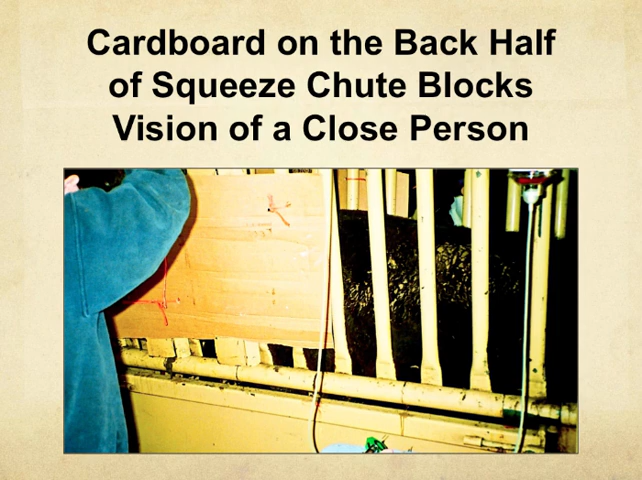 Cardboard on the Back Half
of Squeeze Chute Blocks
Vision of a Close Person